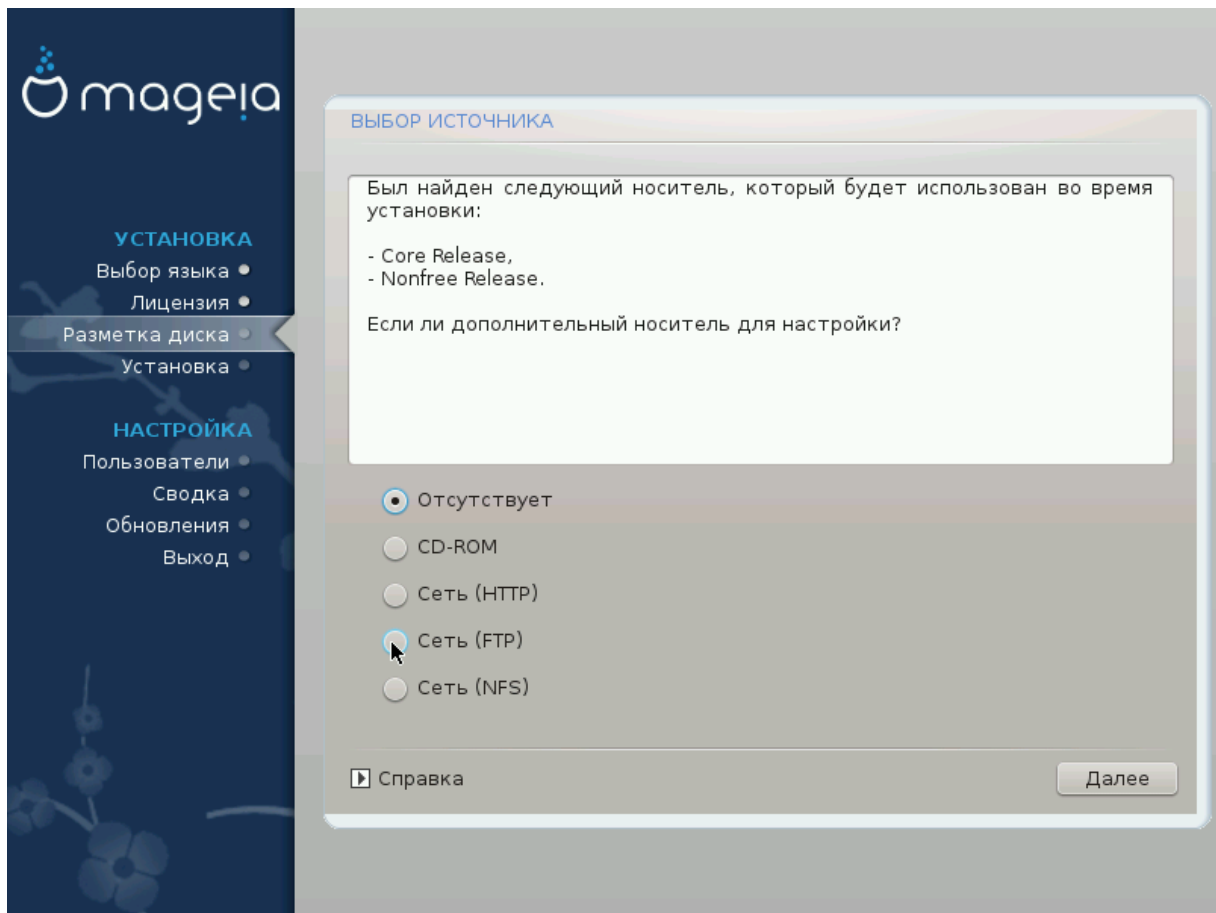 mageia
УСТАНОВКА
Выбор языка
Лицензия
Разметка диска
Установка
НАСТРОЙКА
Пользователи
Сводка
Обновления
Выход
ВЫБОР ИСТОЧНИКА
Был найден следующий носитель, который будет использован во время
установки:
- Core Release,
- Nonfree Release.
Если ли дополнительный носитель для настройки?
Отсутствует
CD-ROM
Сеть (HTTP)
Сеть (FTP)
Сеть (NFS)
Справка
Далее